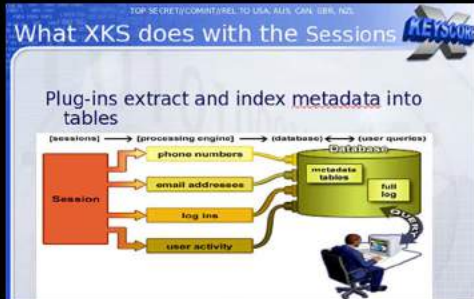 TOP SECRET//COMINT//REL TO USA, AUS, CAN, GBR, NZL
What XKS does with the Sessions
X KEYSCORE
Plug-ins extract and index metadata into
tables
[sessions] → [processing engine] → (database) ↔ (user queries)
Database
phone numbers
metadata
tables
email addresses
full
log
Session
log ins
user activity
QUERY